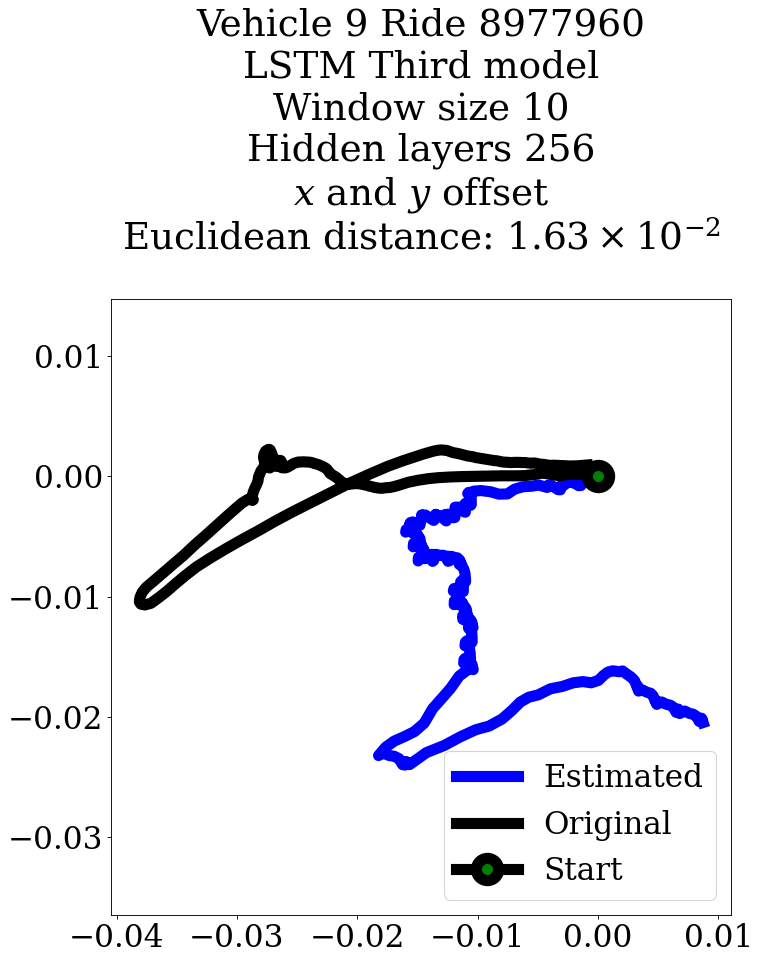 Vehicle 9 Ride 8977960
LSTM Third model
Window size 10
Hidden layers 256
x and y offset
Euclidean distance: 1.63 × 10⁻²
0.01
0.00
−0.01
−0.02
−0.03
Estimated
Original
Start
−0.04 −0.03 −0.02 −0.01 0.00 0.01